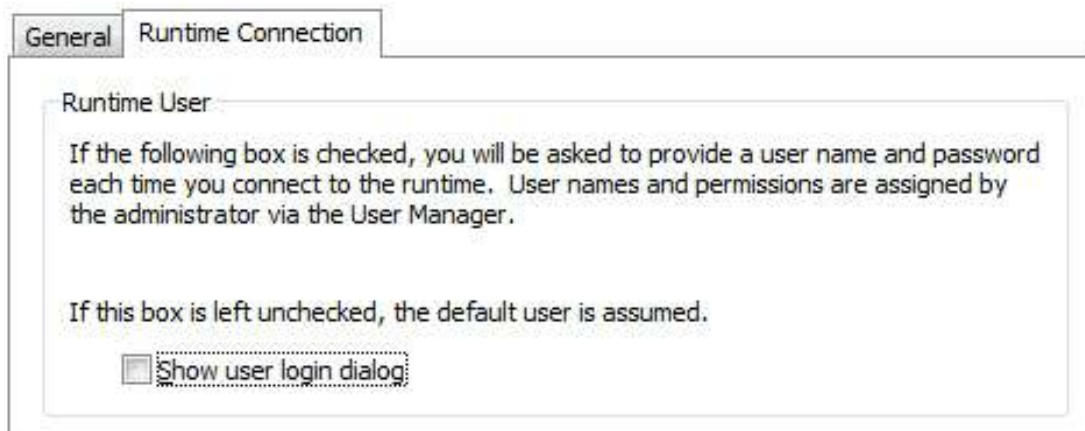 General
Runtime Connection
Runtime User
If the following box is checked, you will be asked to provide a user name and password
each time you connect to the runtime.  User names and permissions are assigned by
the administrator via the User Manager.
If this box is left unchecked, the default user is assumed.
Show user login dialog